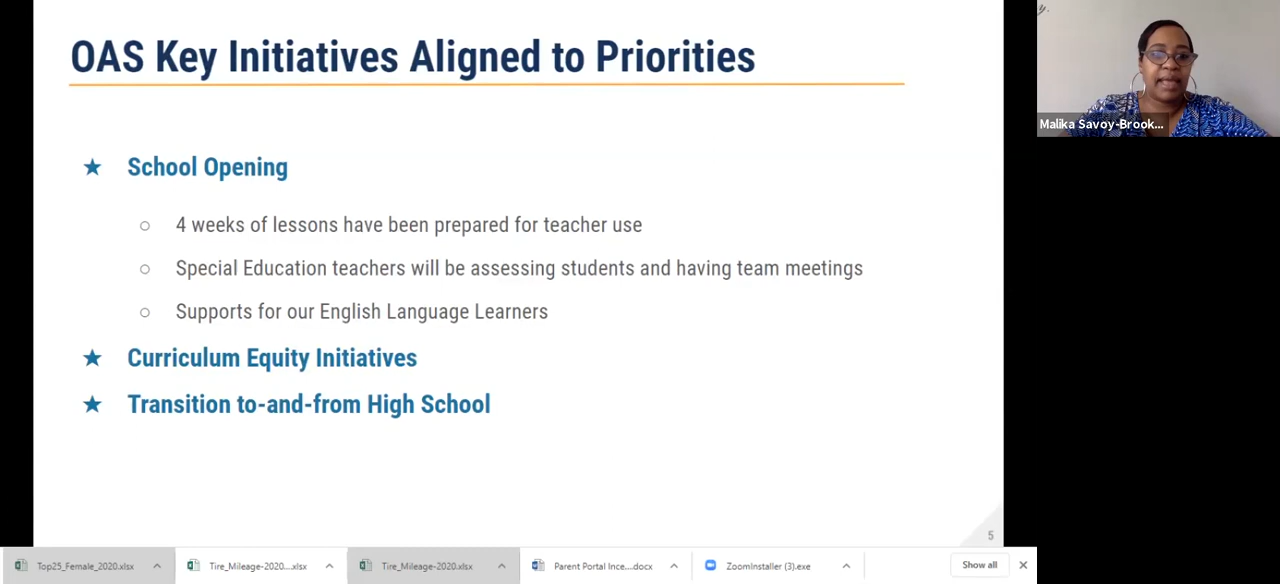 OAS Key Initiatives Aligned to Priorities
★ School Opening
○ 4 weeks of lessons have been prepared for teacher use
○ Special Education teachers will be assessing students and having team meetings
○ Supports for our English Language Learners
★ Curriculum Equity Initiatives
★ Transition to-and-from High School
5
Malika Savoy-Brook...
Top25_Female_2020.xlsx
Tire_Mileage-2020....xlsx
Tire_Mileage-2020.xlsx
Parent Portal Ince....docx
ZoomInstaller (3).exe
Show all